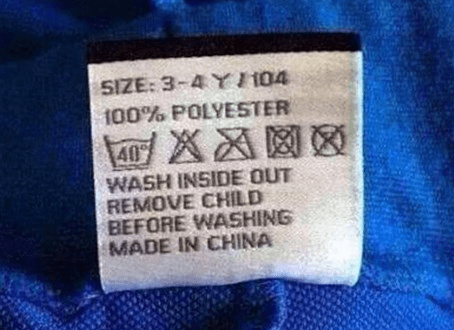 SIZE: 3-4 Y / 104
100% POLYESTER
40°
WASH INSIDE OUT
REMOVE CHILD
BEFORE WASHING
MADE IN CHINA